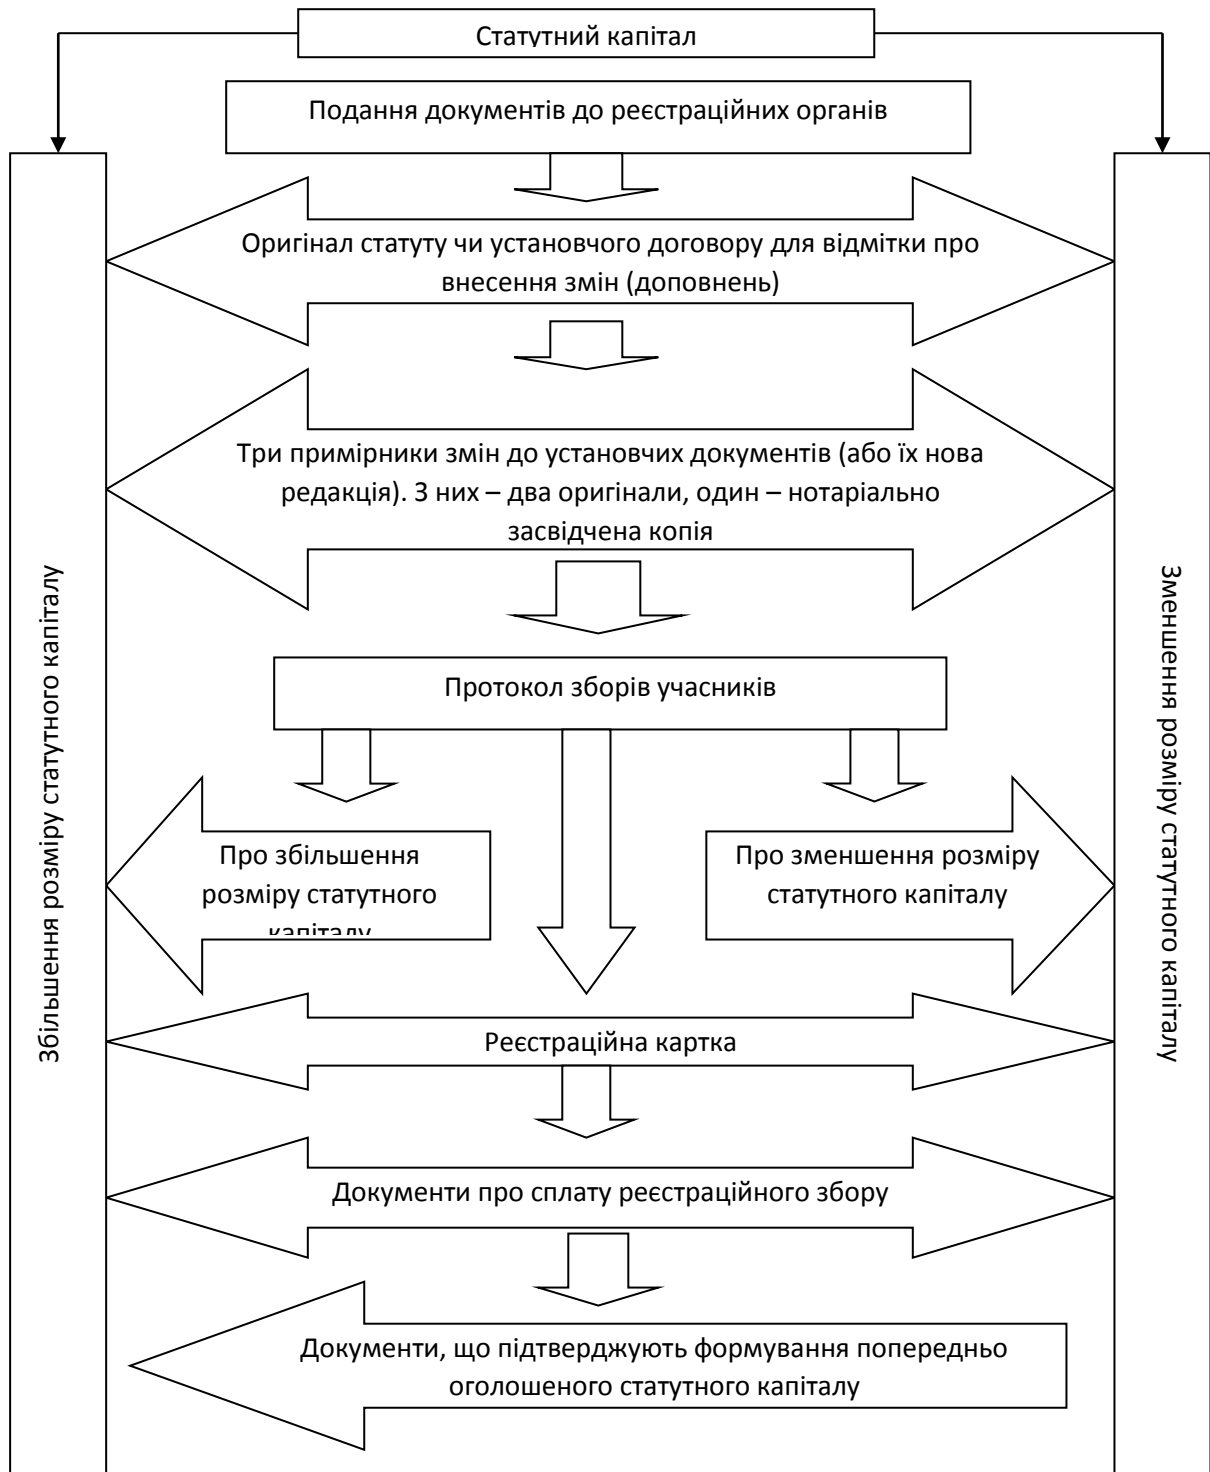 Статутний капітал
Подання документів до реєстраційних органів
Оригінал статуту чи установчого договору для відмітки про
внесення змін (доповнень)
Три примірники змін до установчих документів (або їх нова
редакція). З них – два оригінали, один – нотаріально
засвідчена копія
Збільшення розміру статутного капіталу
Зменшення розміру статутного капіталу
Протокол зборів учасників
Про збільшення
розміру статутного
капіталу
Про зменшення розміру
статутного капіталу
Реєстраційна картка
Документи про сплату реєстраційного збору
Документи, що підтверджують формування попередньо
оголошеного статутного капіталу